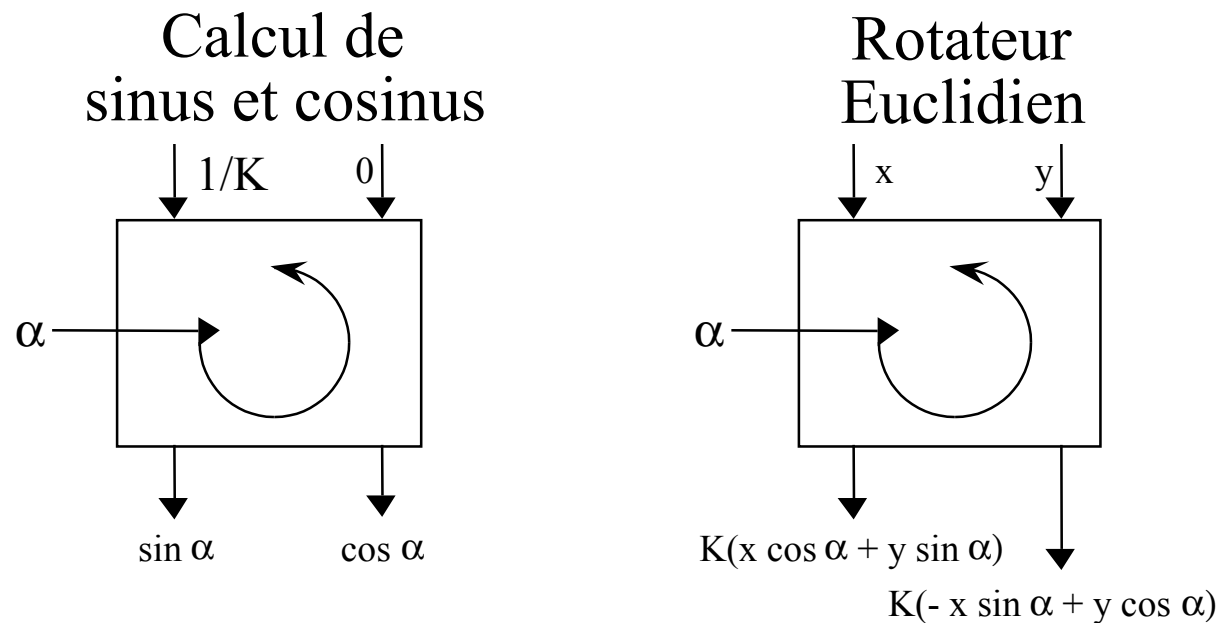 Calcul de
sinus et cosinus
1/K
0
α
sin α
cos α
Rotateur
Euclidien
x
y
α
K(x cos α + y sin α)
K(- x sin α + y cos α)